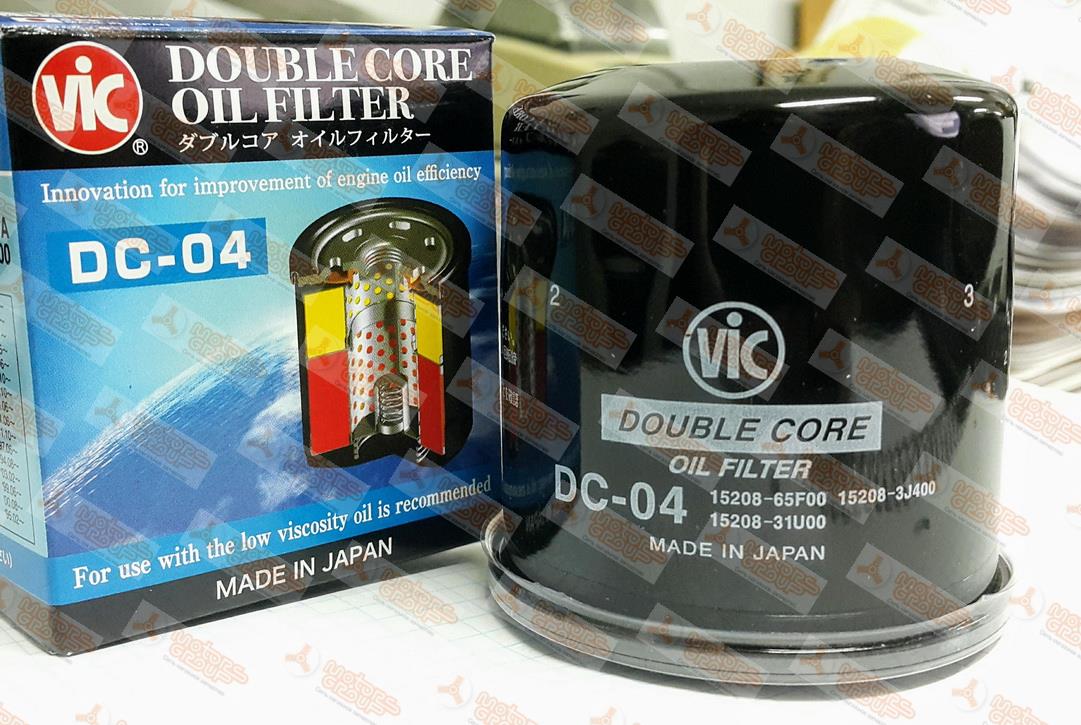 VIC
®
DOUBLE CORE
OIL FILTER
ダブルコア オイルフィルター
Innovation for improvement of engine oil efficiency
DC-04
For use with the low viscosity oil is recommended
MADE IN JAPAN
2
3
VIC
DOUBLE CORE
OIL FILTER
DC-04
15208-65F00 15208-3J400
15208-31U00
MADE IN JAPAN